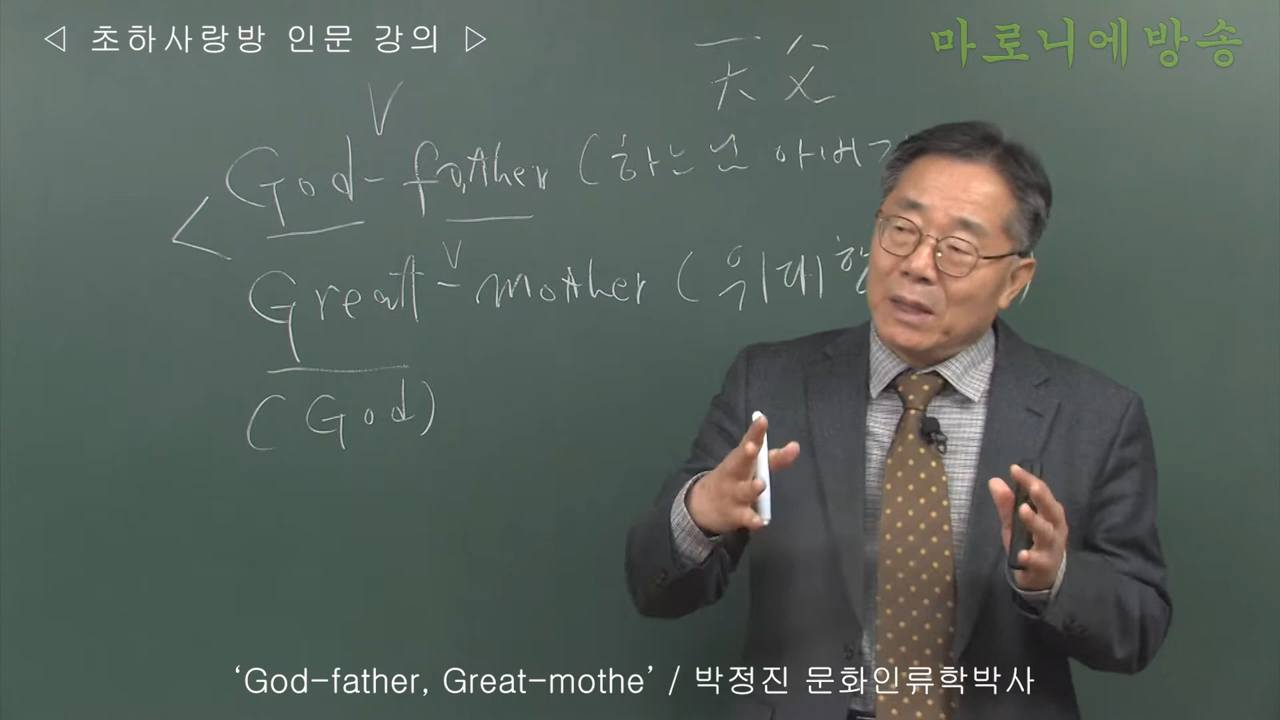 ◁ 초하사랑방 인문 강의 ▷
마로니에방송
天父
V
God-father (하느님 아버지
V
Great-mother (위대한
(God)
‘God-father, Great-mothe’ / 박정진 문화인류학박사